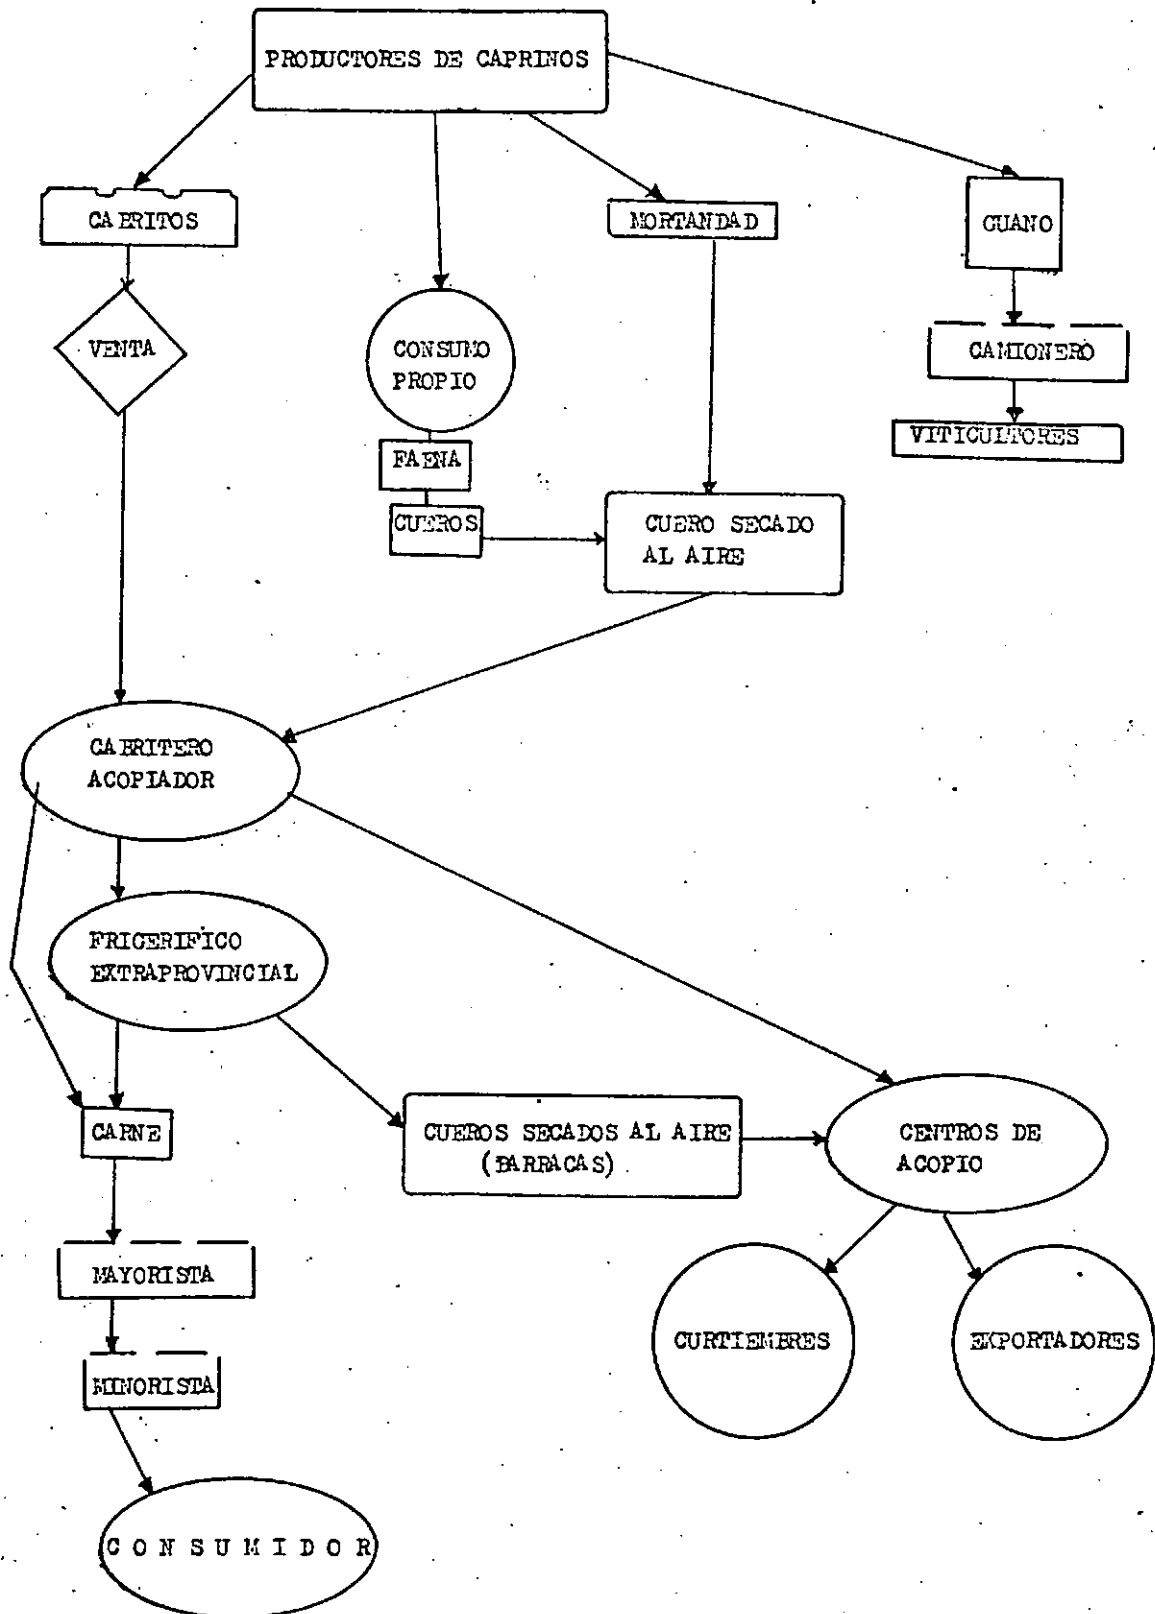 PRODUCTORES DE CAPRINOS
CABRITOS
MORTANDAD
GUANO
VENTA
CONSUMO
PROPIO
CAMIONERO
VITICULTORES
FAENA
CUEROS
CUERO SECADO
AL AIRE
CABRITERO
ACOPIADOR
FRIGERIFICO
EXTRAPROVINCIAL
CARNE
CUEROS SECADOS AL AIRE
(BARRACAS)
CENTROS DE
ACOPIO
MAYORISTA
MINORISTA
CURTIEMBRES
EXPORTADORES
CONSUMIDOR